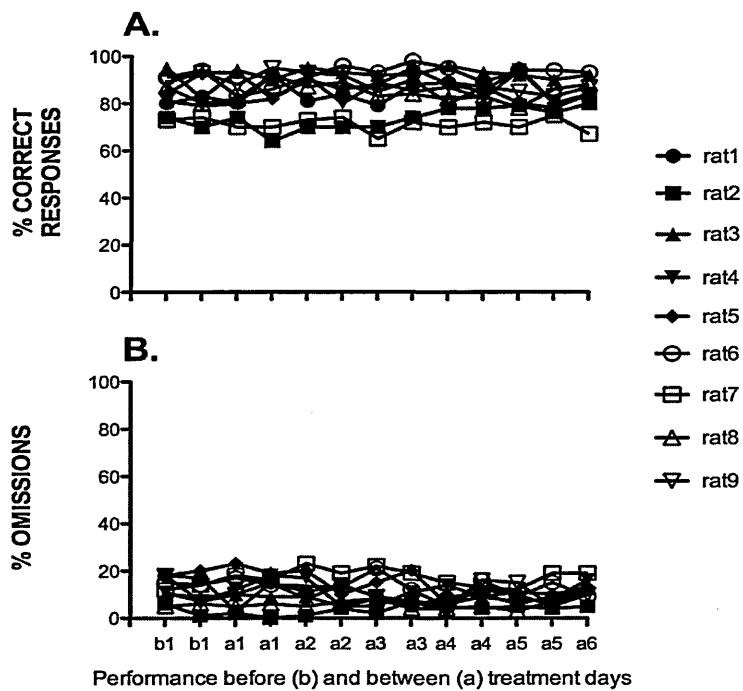 A.
100
80
60
40
20
0
% CORRECT
RESPONSES
B.
100
80
60
40
20
0
% OMISSIONS
b1 b1 a1 a1 a2 a2 a3 a3 a4 a4 a5 a5 a6
Performance before (b) and between (a) treatment days
rat1
rat2
rat3
rat4
rat5
rat6
rat7
rat8
rat9